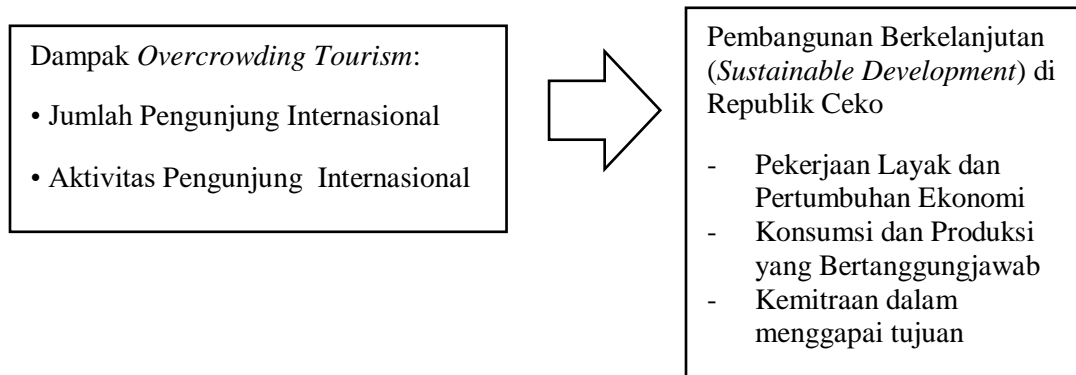 Dampak Overcrowding Tourism:
• Jumlah Pengunjung Internasional
• Aktivitas Pengunjung Internasional
Pembangunan Berkelanjutan
(Sustainable Development) di
Republik Ceko
- Pekerjaan Layak dan
Pertumbuhan Ekonomi
- Konsumsi dan Produksi
yang Bertanggungjawab
- Kemitraan dalam
menggapai tujuan